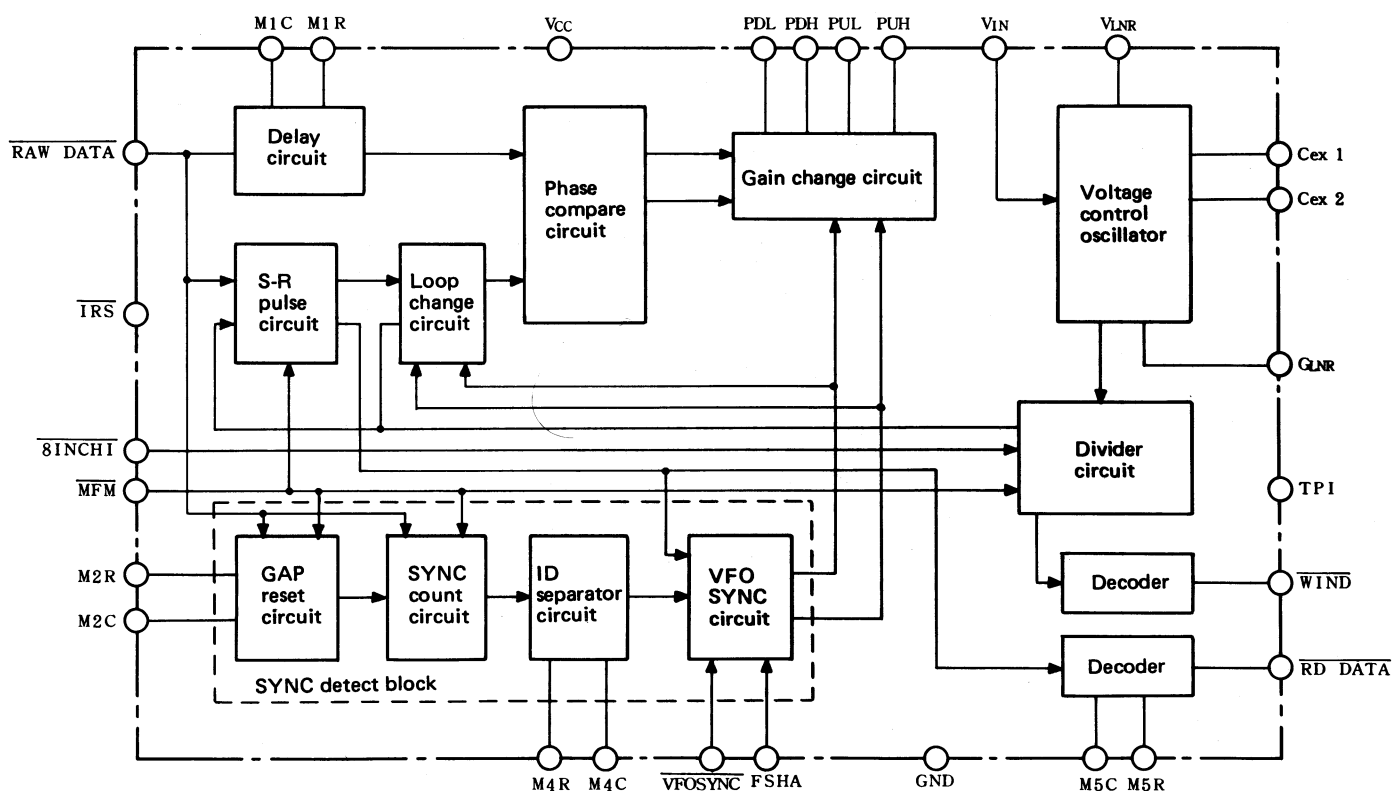 M1C M1R VCC PDL PDH PUL PUH VIN VLNR
RAW DATA
Delay
circuit
Phase
compare
circuit
Gain change circuit
Voltage
control
oscillator
Cex 1
Cex 2
S-R
pulse
circuit
Loop
change
circuit
IRS
GLNR
8INCHI
MFM
Divider
circuit
TPI
M2R
M2C
GAP
reset
circuit
SYNC
count
circuit
ID
separator
circuit
VFO
SYNC
circuit
Decoder
WIND
Decoder
RD DATA
SYNC detect block
M4R M4C VFOSYNC FSHA GND M5C M5R